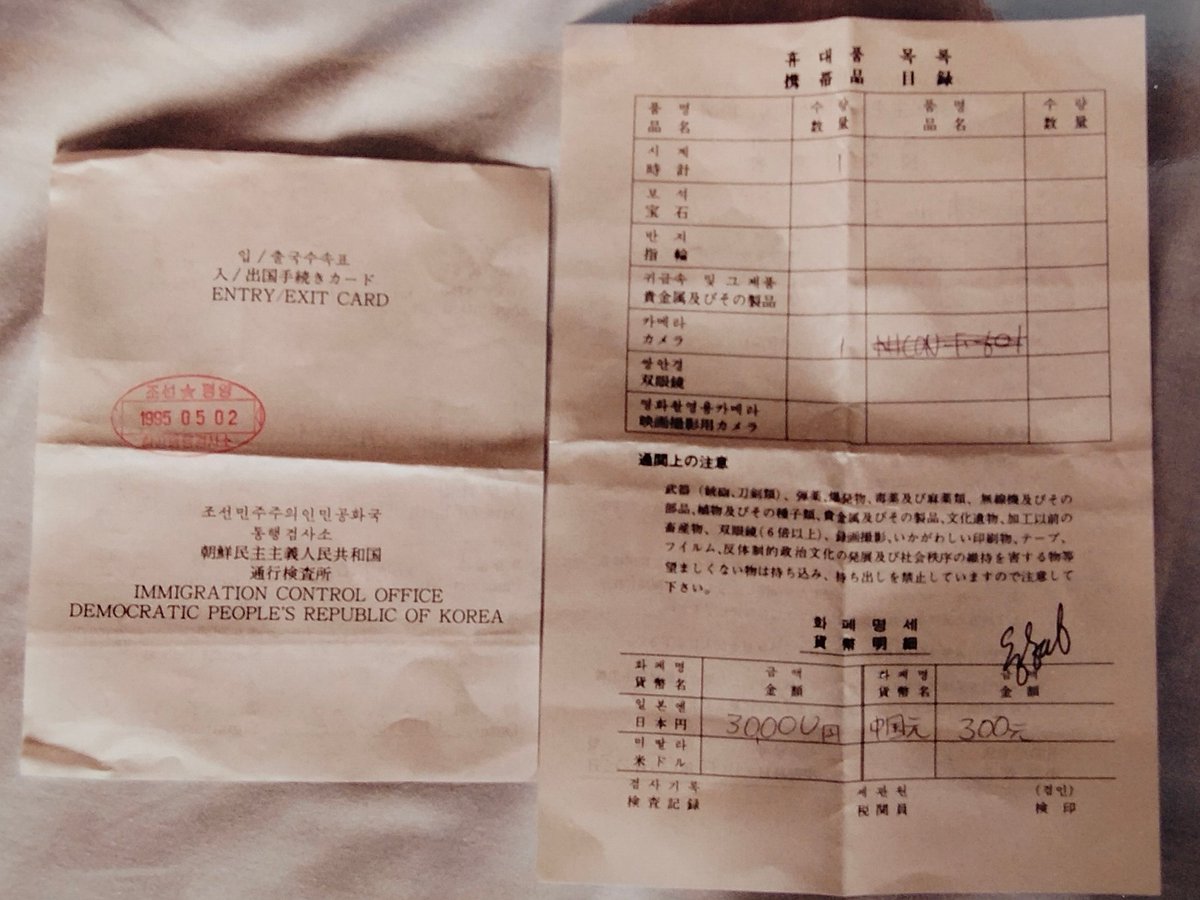 입/출국수속표
入/出国手続きカード
ENTRY/EXIT CARD
조선★평양
1995 05 02
조선민주주의인민공화국
통행검사소
朝鮮民主主義人民共和国
通行検査所
IMMIGRATION CONTROL OFFICE
DEMOCRATIC PEOPLE'S REPUBLIC OF KOREA
휴대품 목록
携帯品 目録
품명 수량 품명 수량
品名 数量 品名 数量
시계
時計 1
보석
宝石
반지
指輪
귀금속 및 그 제품
貴金属及びその製品
카메라
カメラ 1 NICON F-601
쌍안경
双眼鏡
영화촬영용카메라
映画撮影用カメラ
通関上の注意
武器(銃砲、刀剣類)、弾薬、爆発物、毒薬及び麻薬類、無線機及びその
部品、植物及びその種子類、貴金属及びその製品、文化遺物、加工以前の
畜産物、双眼鏡(6倍以上)、録画撮影、いかがわしい印刷物、テープ、
フイルム、反体制的政治文化の発展及び社会秩序の維持を害する物等
望ましくない物は持ち込み、持ち出しを禁止していますので注意して
下さい。
화폐명세
貨幣明細
화폐명 금액 화폐명 금액
貨幣名 金額 貨幣名 金額
일본엔
日本円 30,000円 中国元 300元
미딸라
米ドル
검사기록 세관원 (검인)
検査記録 税関員 検印